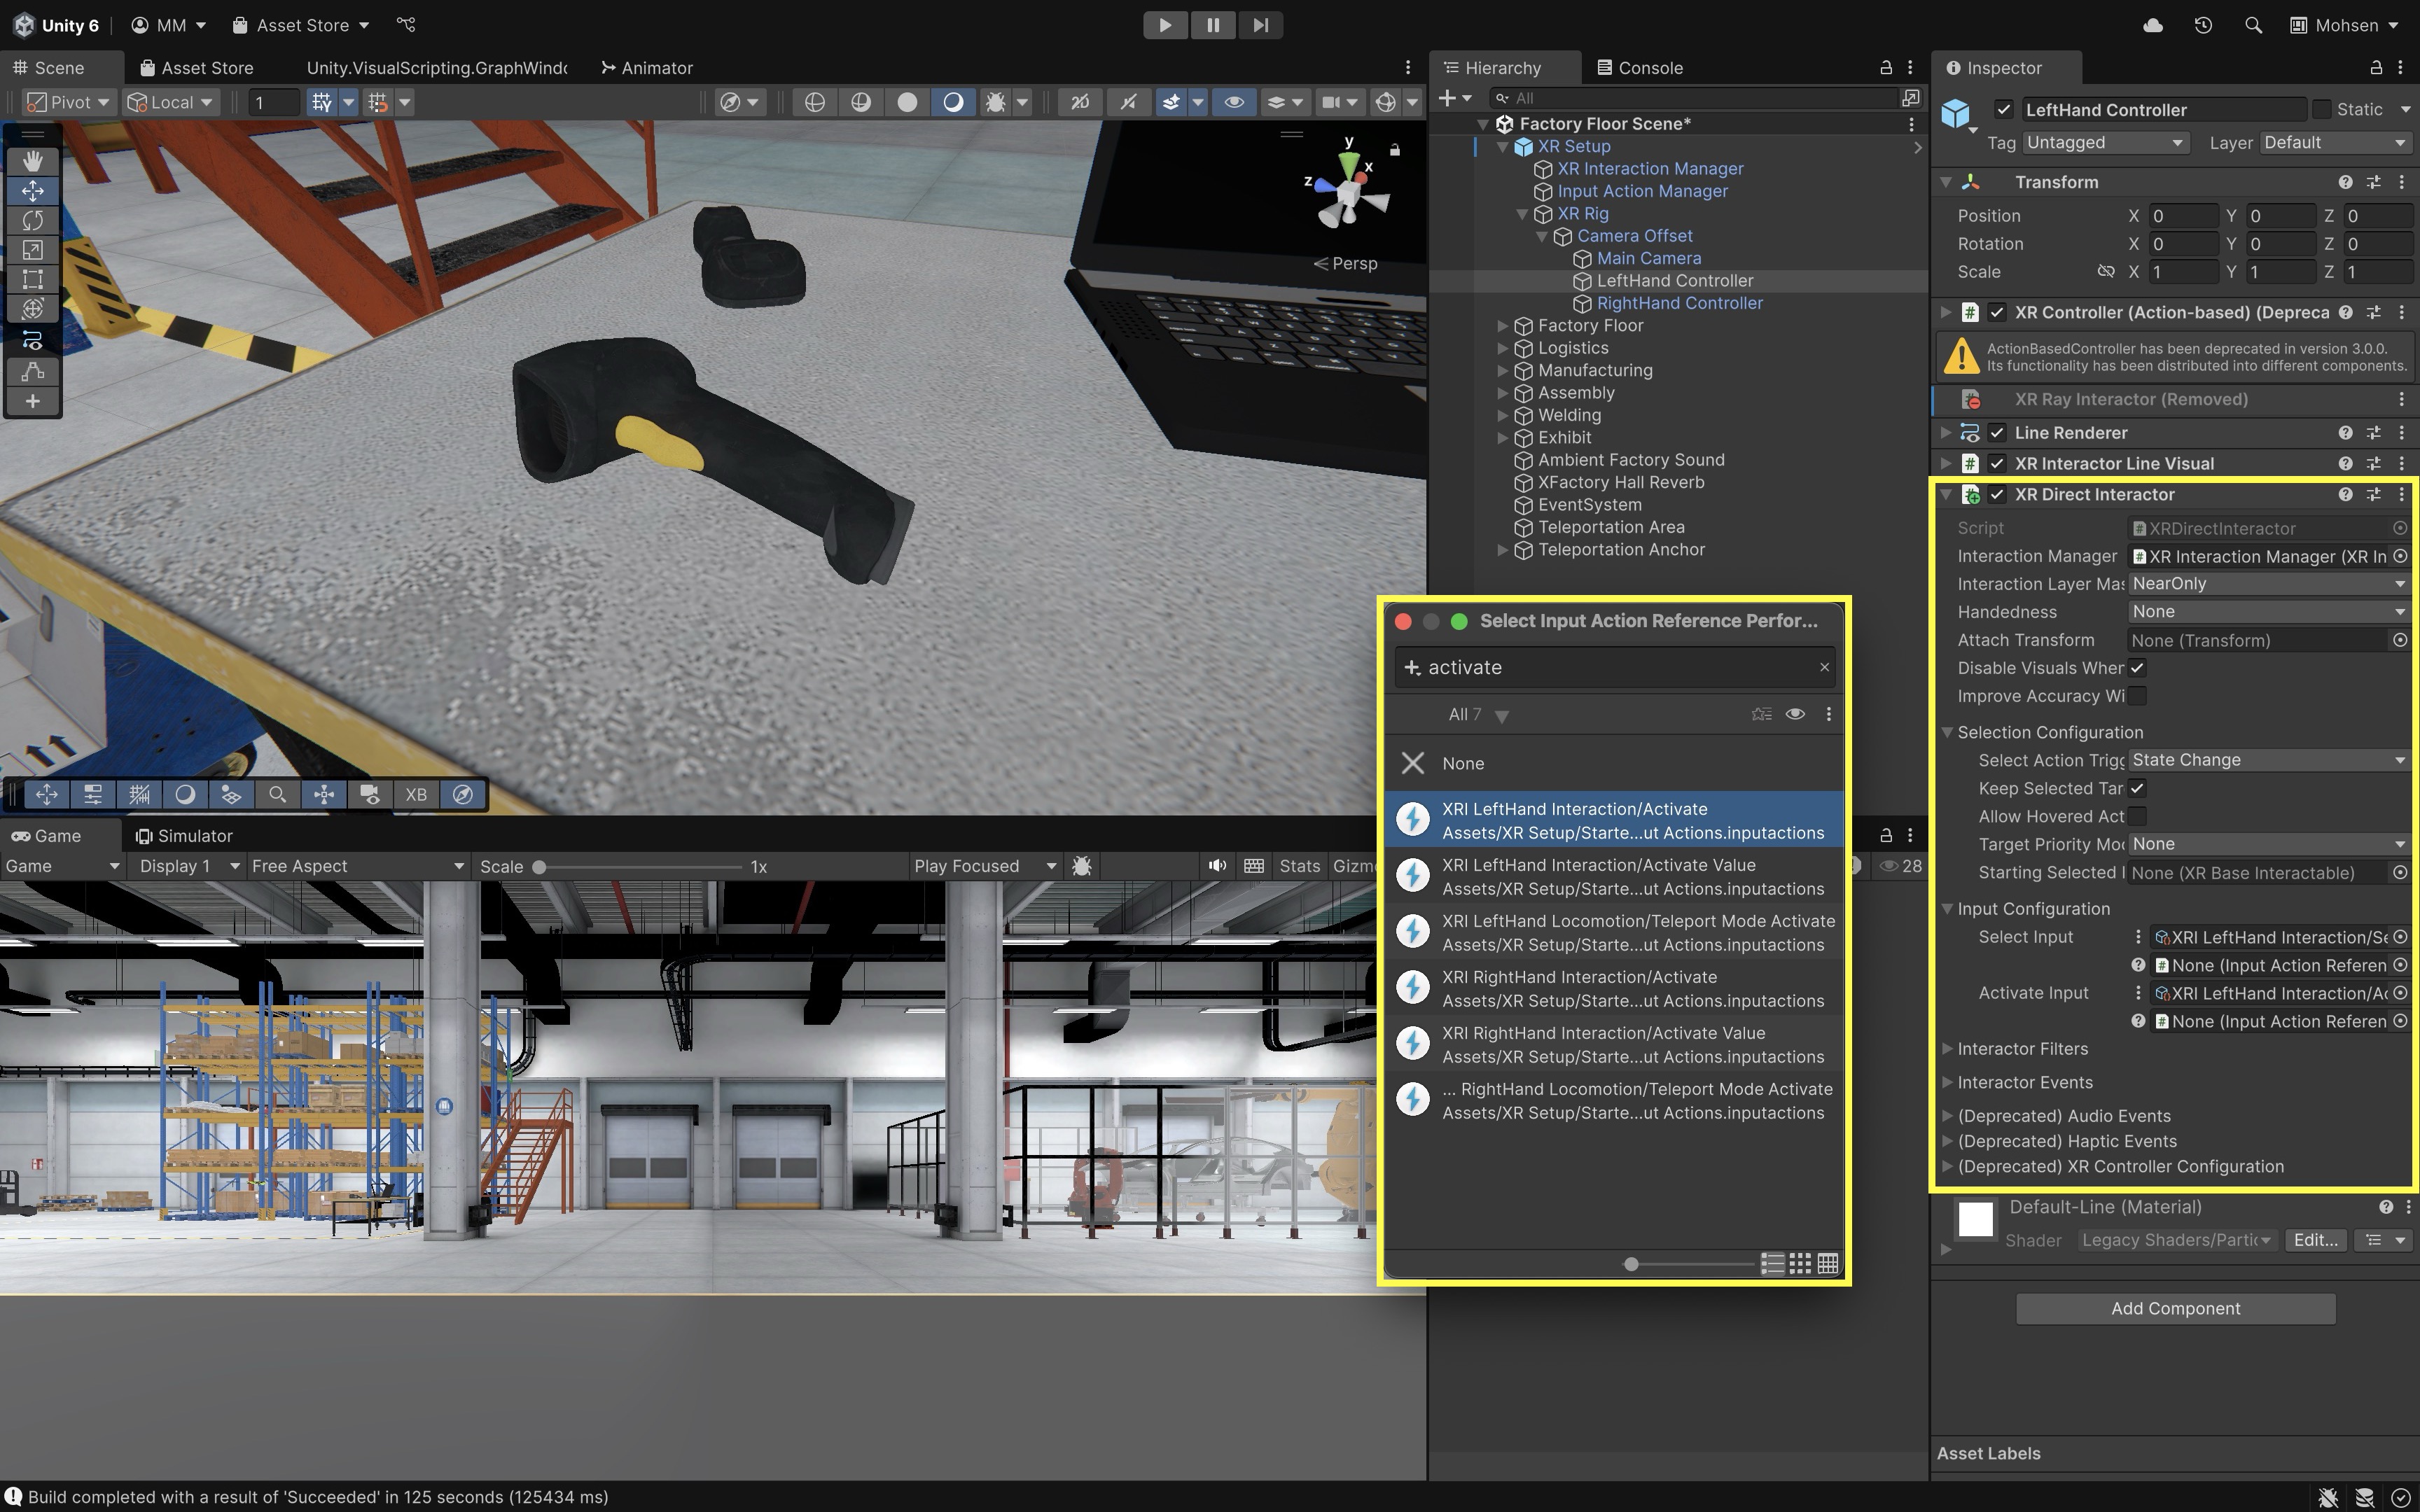 Unity 6
MM
Asset Store
Mohsen
Scene
Asset Store
Unity.VisualScripting.GraphWindo
Animator
Pivot
Local
1
2D
y
x
z
Persp
XB
Hierarchy
Console
All
Factory Floor Scene*
XR Setup
XR Interaction Manager
Input Action Manager
XR Rig
Camera Offset
Main Camera
LeftHand Controller
RightHand Controller
Factory Floor
Logistics
Manufacturing
Assembly
Welding
Exhibit
Ambient Factory Sound
XFactory Hall Reverb
EventSystem
Teleportation Area
Teleportation Anchor
28
Game
Simulator
Game
Display 1
Free Aspect
Scale
1x
Play Focused
Stats
Gizm
Select Input Action Reference Perfor...
activate
All 7
None
XRI LeftHand Interaction/Activate
Assets/XR Setup/Starte...ut Actions.inputactions
XRI LeftHand Interaction/Activate Value
Assets/XR Setup/Starte...ut Actions.inputactions
XRI LeftHand Locomotion/Teleport Mode Activate
Assets/XR Setup/Starte...ut Actions.inputactions
XRI RightHand Interaction/Activate
Assets/XR Setup/Starte...ut Actions.inputactions
XRI RightHand Interaction/Activate Value
Assets/XR Setup/Starte...ut Actions.inputactions
... RightHand Locomotion/Teleport Mode Activate
Assets/XR Setup/Starte...ut Actions.inputactions
Inspector
LeftHand Controller
Static
Tag Untagged Layer Default
Transform
Position X 0 Y 0 Z 0
Rotation X 0 Y 0 Z 0
Scale X 1 Y 1 Z 1
XR Controller (Action-based) (Depreca
ActionBasedController has been deprecated in version 3.0.0.
Its functionality has been distributed into different components.
XR Ray Interactor (Removed)
Line Renderer
XR Interactor Line Visual
XR Direct Interactor
Script XRDirectInteractor
Interaction Manager XR Interaction Manager (XR In
Interaction Layer Mas NearOnly
Handedness None
Attach Transform None (Transform)
Disable Visuals Wher
Improve Accuracy Wi
Selection Configuration
Select Action Trigg State Change
Keep Selected Tar
Allow Hovered Act
Target Priority Mod None
Starting Selected I None (XR Base Interactable)
Input Configuration
Select Input XRI LeftHand Interaction/Se
None (Input Action Referen
Activate Input XRI LeftHand Interaction/Ac
None (Input Action Referen
Interactor Filters
Interactor Events
(Deprecated) Audio Events
(Deprecated) Haptic Events
(Deprecated) XR Controller Configuration
Default-Line (Material)
Shader Legacy Shaders/Partic Edit...
Add Component
Asset Labels
Build completed with a result of 'Succeeded' in 125 seconds (125434 ms)